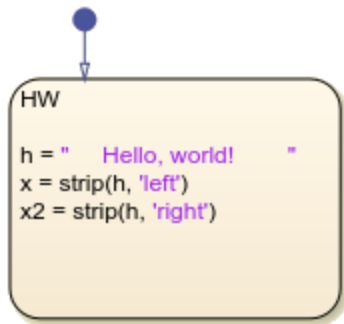 HW
h = "     Hello, world!        "
x = strip(h, 'left')
x2 = strip(h, 'right')